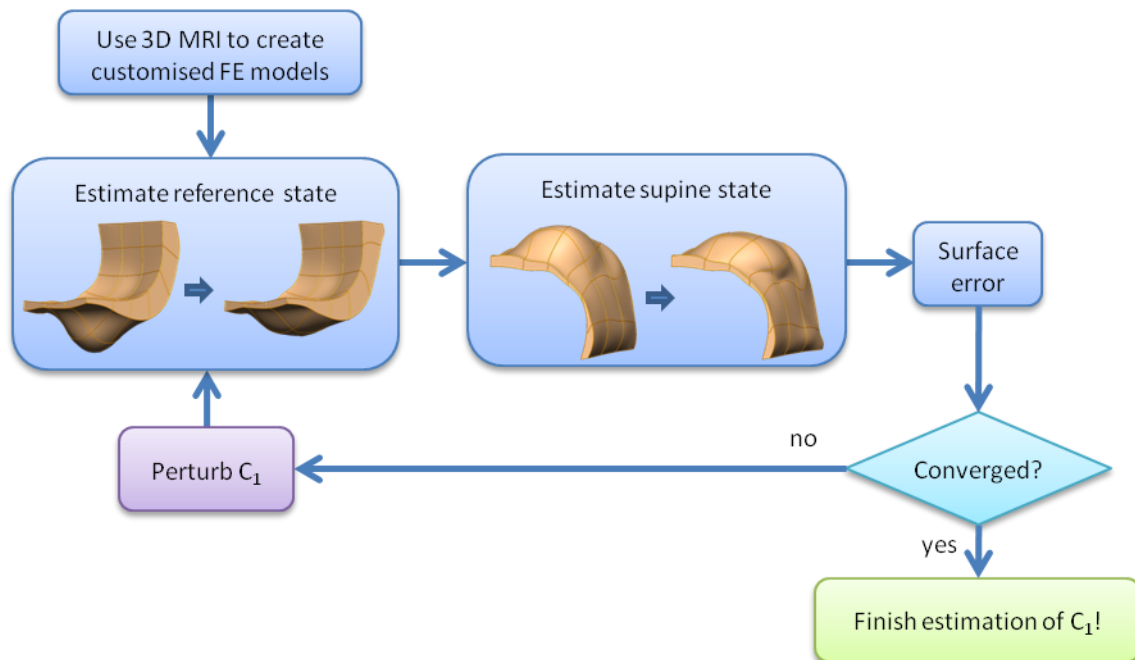 Use 3D MRI to create
customised FE models
Estimate reference state
Estimate supine state
Surface
error
Converged?
no
Perturb C₁
yes
Finish estimation of C₁!